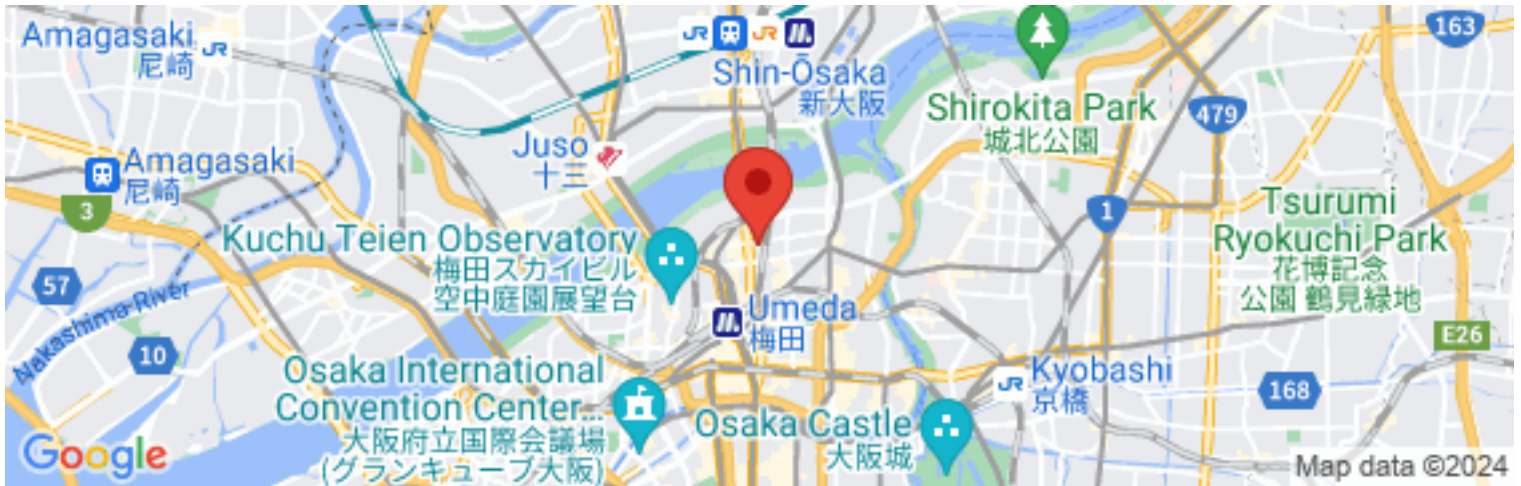 Amagasaki
尼崎
JR
JR
JR
163
Shin-Ōsaka
新大阪
Shirokita Park
城北公園
479
Juso
十三
Amagasaki
尼崎
3
1
Tsurumi
Ryokuchi Park
花博記念
公園 鶴見緑地
Kuchu Teien Observatory
梅田スカイビル
空中庭園展望台
57
Nakashima River
Umeda
梅田
E26
10
Osaka International
Convention Center...
大阪府立国際会議場
(グランキューブ大阪)
JR
Kyobashi
京橋
168
Osaka Castle
大阪城
Google
Map data ©2024